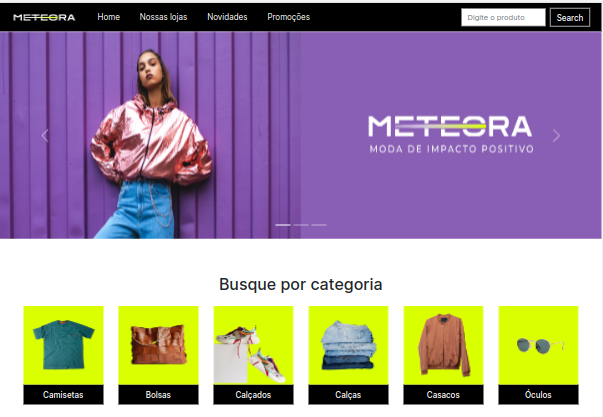 METEORA Home Nossas lojas Novidades Promoções Digite o produto Search
METEORA
MODA DE IMPACTO POSITIVO
Busque por categoria
Camisetas Bolsas Calçados Calças Casacos Óculos